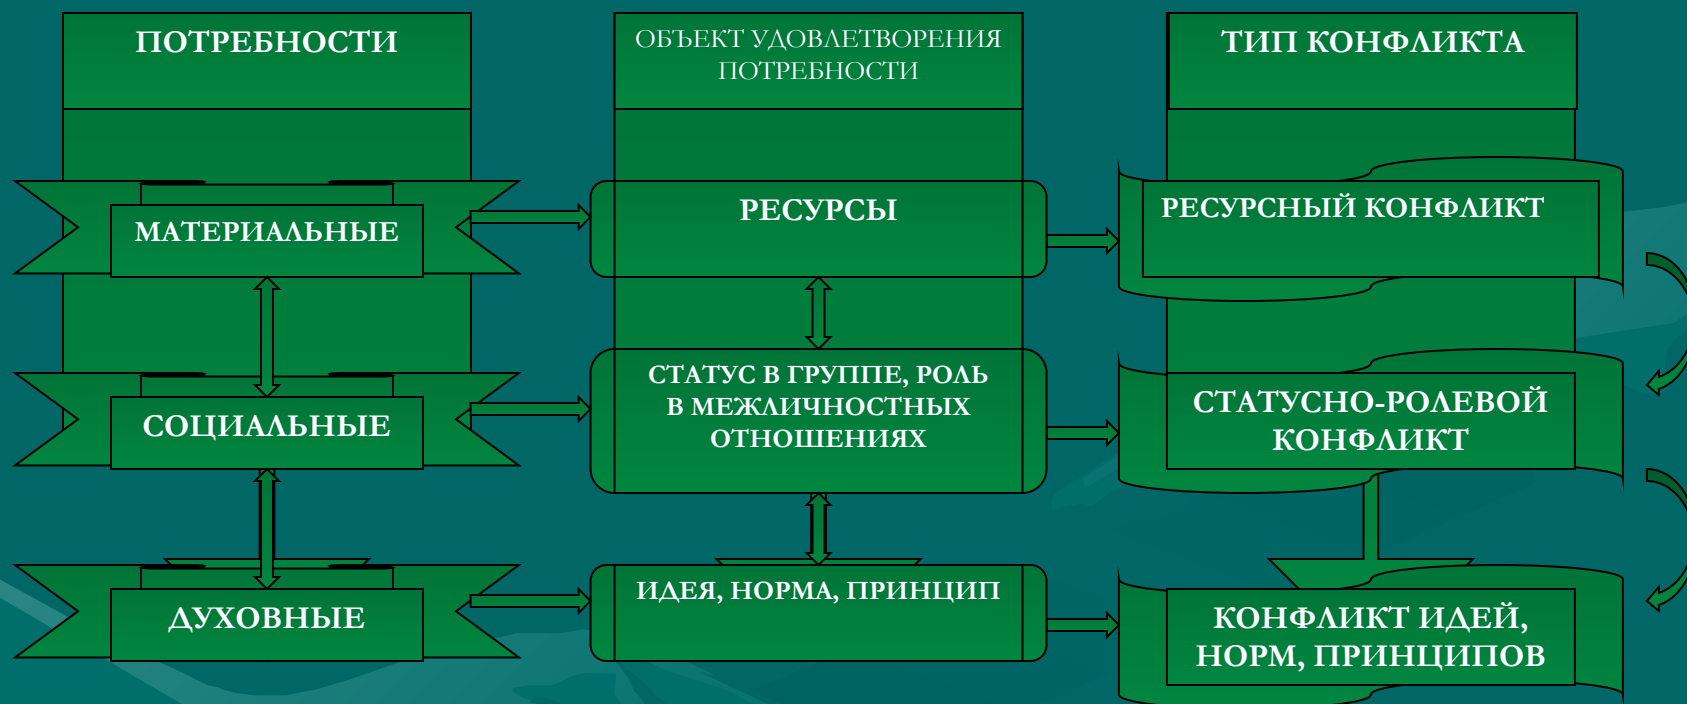 ПОТРЕБНОСТИ
ОБЪЕКТ УДОВЛЕТВОРЕНИЯ
ПОТРЕБНОСТИ
ТИП КОНФЛИКТА
МАТЕРИАЛЬНЫЕ
РЕСУРСЫ
РЕСУРСНЫЙ КОНФЛИКТ
СОЦИАЛЬНЫЕ
СТАТУС В ГРУППЕ, РОЛЬ
В МЕЖЛИЧНОСТНЫХ
ОТНОШЕНИЯХ
СТАТУСНО-РОЛЕВОЙ
КОНФЛИКТ
ДУХОВНЫЕ
ИДЕЯ, НОРМА, ПРИНЦИП
КОНФЛИКТ ИДЕЙ,
НОРМ, ПРИНЦИПОВ